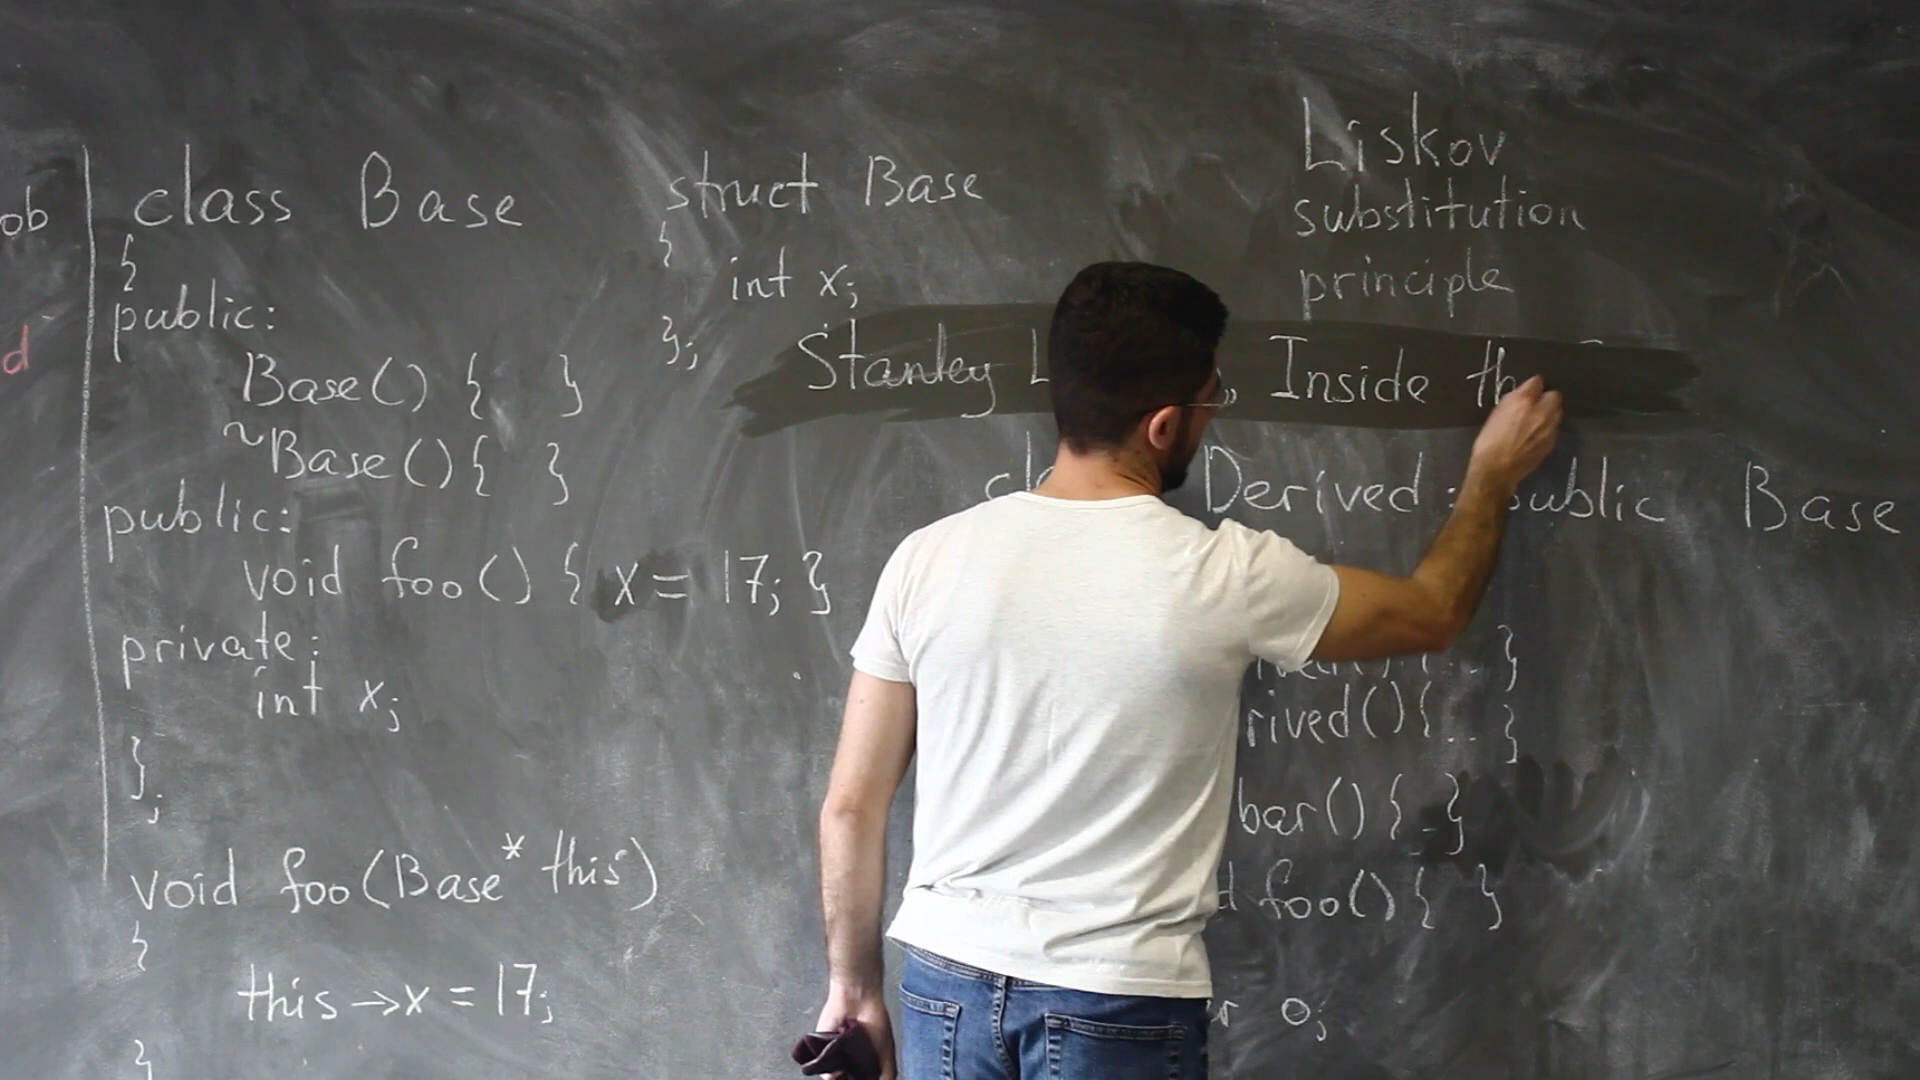 ob
d
class Base
{
public:
Base() { }
~Base(){ }
public:
void foo() { x = 17; }
private:
int x;
};
void foo(Base* this)
{
this→x = 17;
}
struct Base
{
int x;
};
Liskov
substitution
principle
Stanley L „ Inside th
Derived : public Base
}
rived(){.. }
bar(){ .. }
foo(){ }
r o;